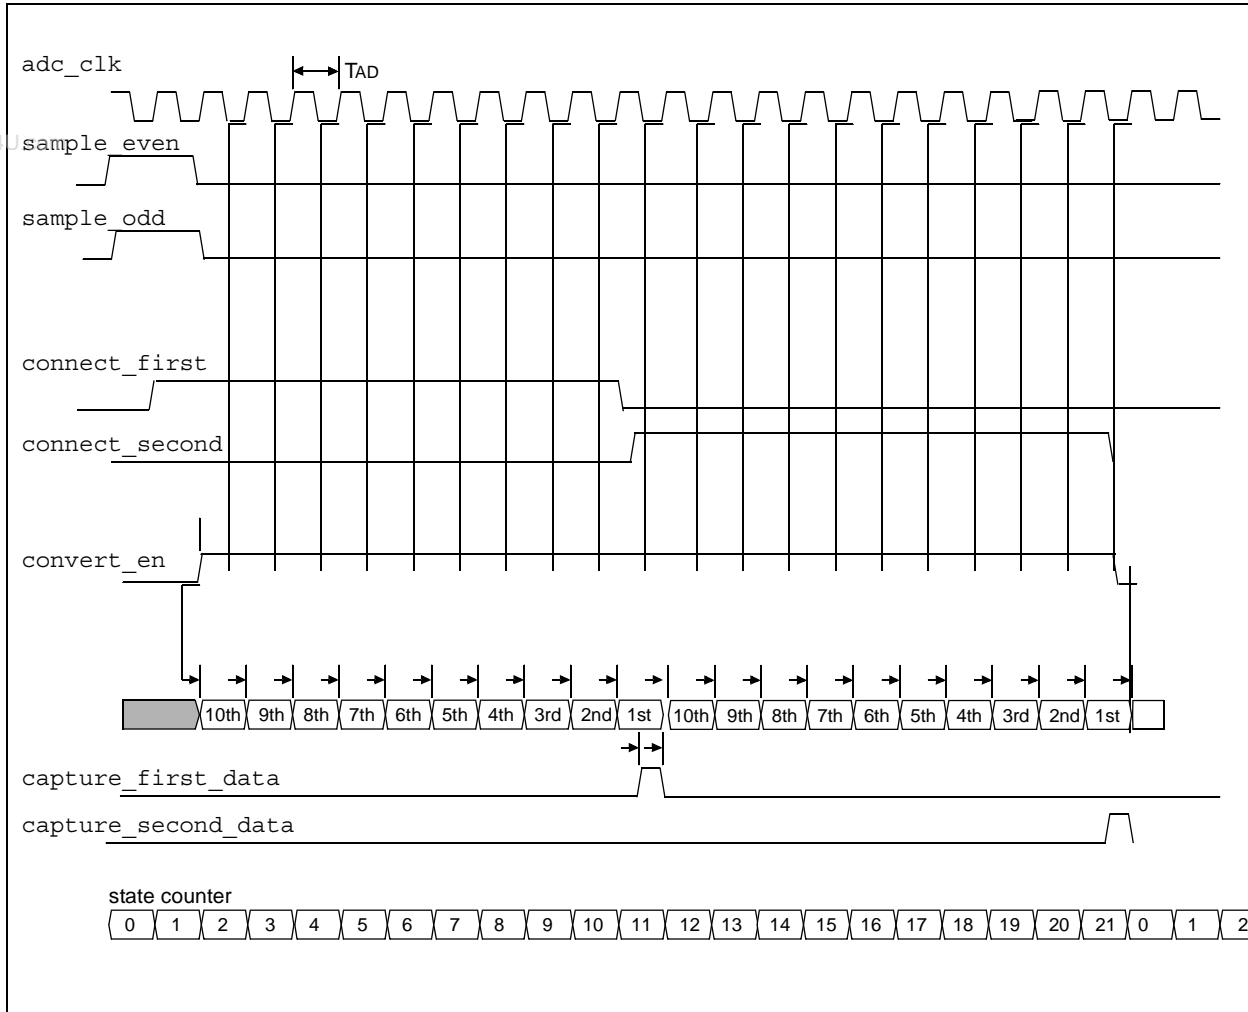 adc_clk
TAD
sample_even
sample_odd
connect_first
connect_second
convert_en
10th 9th 8th 7th 6th 5th 4th 3rd 2nd 1st 10th 9th 8th 7th 6th 5th 4th 3rd 2nd 1st
capture_first_data
capture_second_data
state counter
0 1 2 3 4 5 6 7 8 9 10 11 12 13 14 15 16 17 18 19 20 21 0 1 2